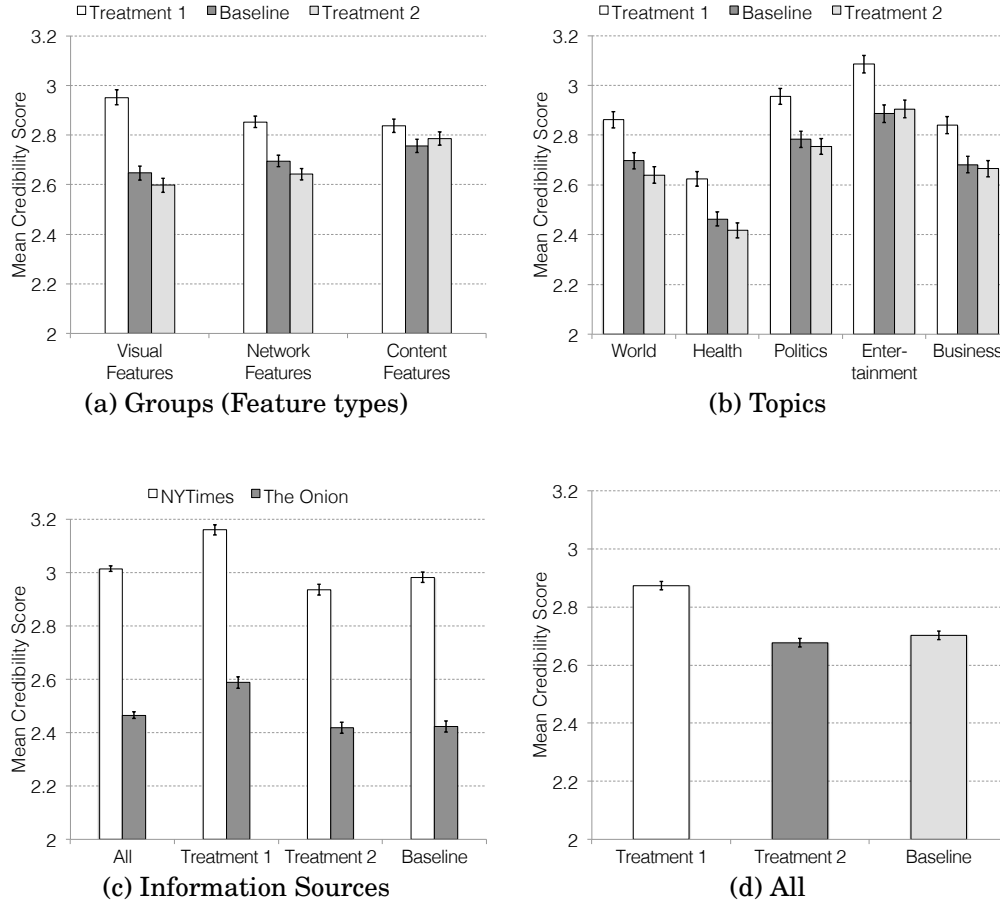 Treatment 1 Baseline Treatment 2
3.2
3
2.8
2.6
2.4
2.2
2
Mean Credibility Score
Visual
Features
Network
Features
Content
Features
(a) Groups (Feature types)
Treatment 1 Baseline Treatment 2
3.2
3
2.8
2.6
2.4
2.2
2
Mean Credibility Score
World
Health
Politics
Enter-
tainment
Business
(b) Topics
NYTimes The Onion
3.2
3
2.8
2.6
2.4
2.2
2
Mean Credibility Score
All
Treatment 1
Treatment 2
Baseline
(c) Information Sources
3.2
3
2.8
2.6
2.4
2.2
2
Mean Credibility Score
Treatment 1
Treatment 2
Baseline
(d) All